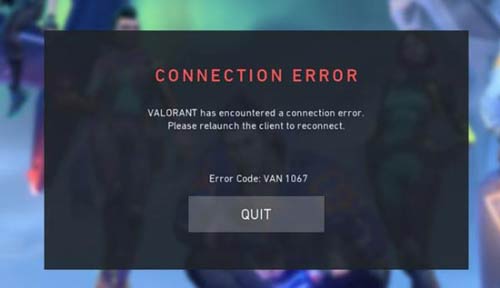 CONNECTION ERROR
VALORANT has encountered a connection error.
Please relaunch the client to reconnect.
Error Code: VAN 1067
QUIT